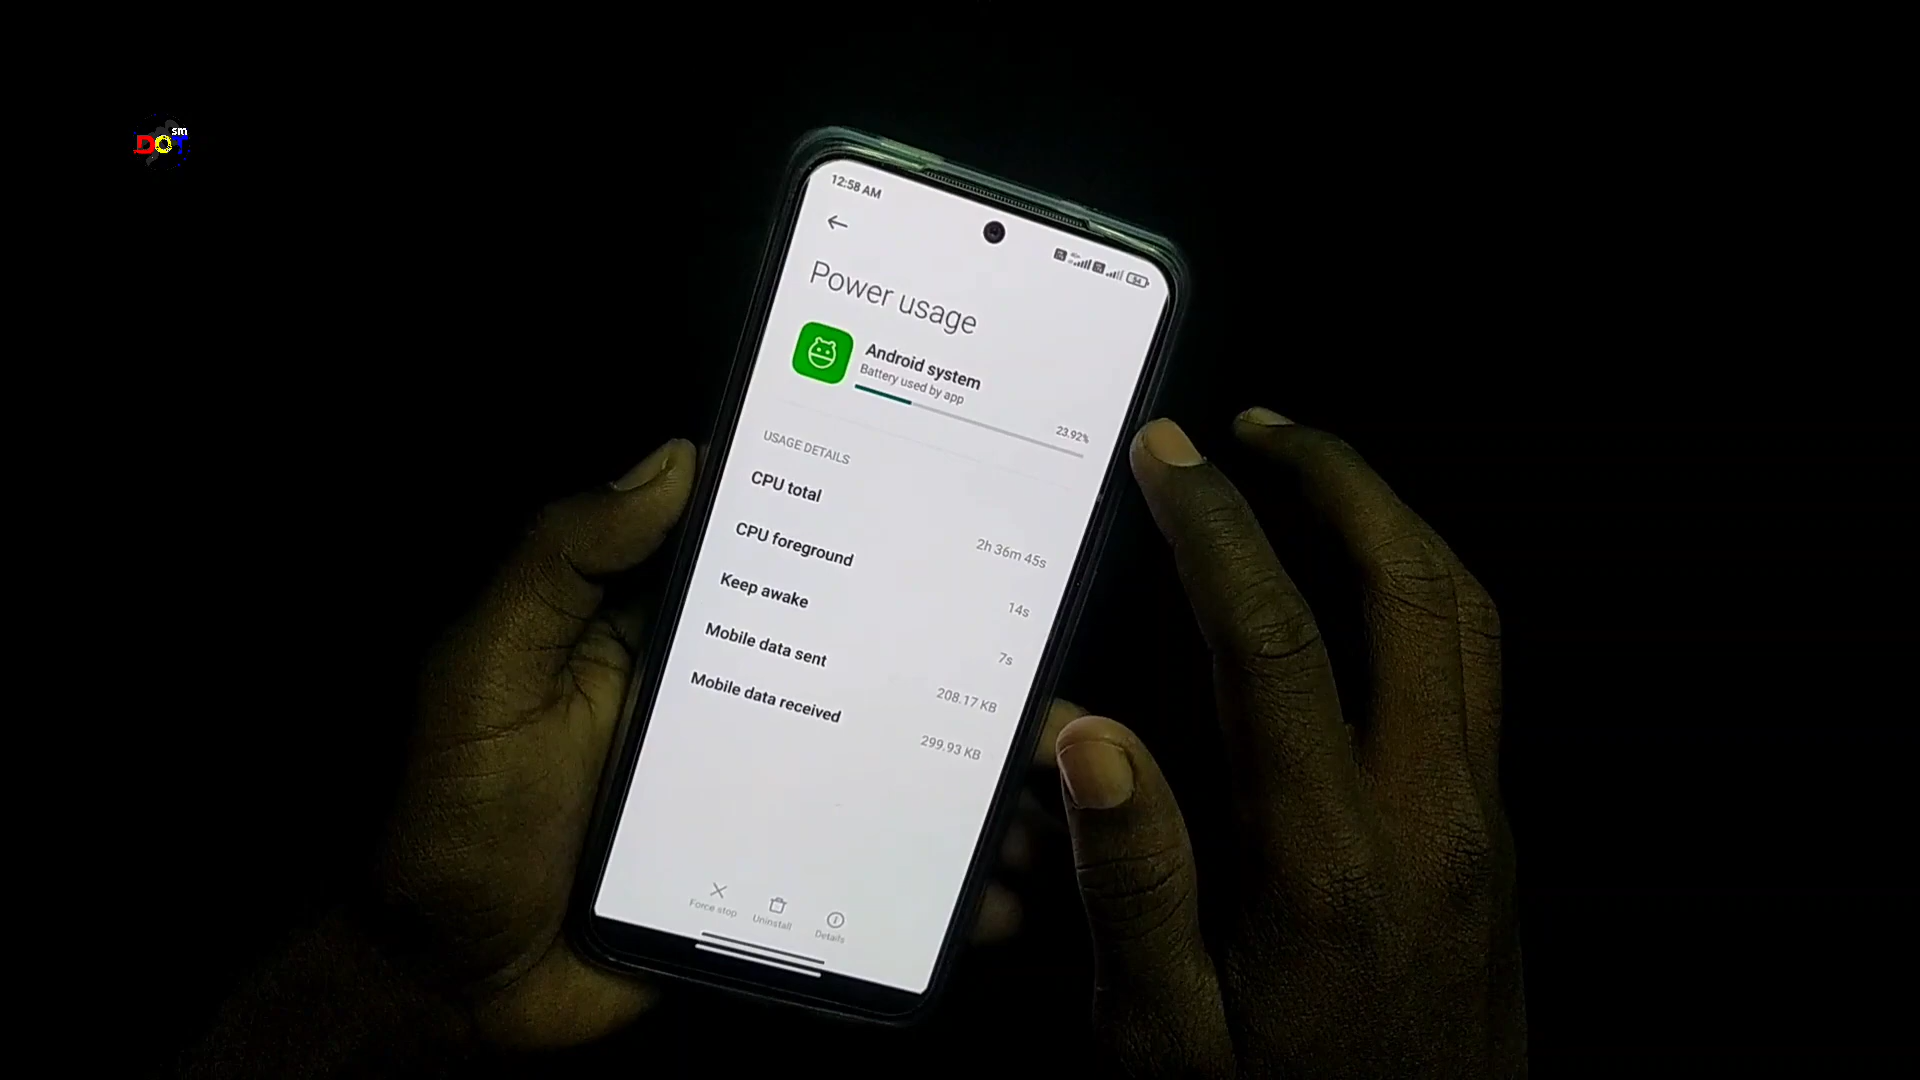 DOT sm
12:58 AM
54
Power usage
Android system
Battery used by app
23.92%
USAGE DETAILS
CPU total
2h 36m 45s
CPU foreground
14s
Keep awake
7s
Mobile data sent
208.17 KB
Mobile data received
299.93 KB
Force stop
Uninstall
Details